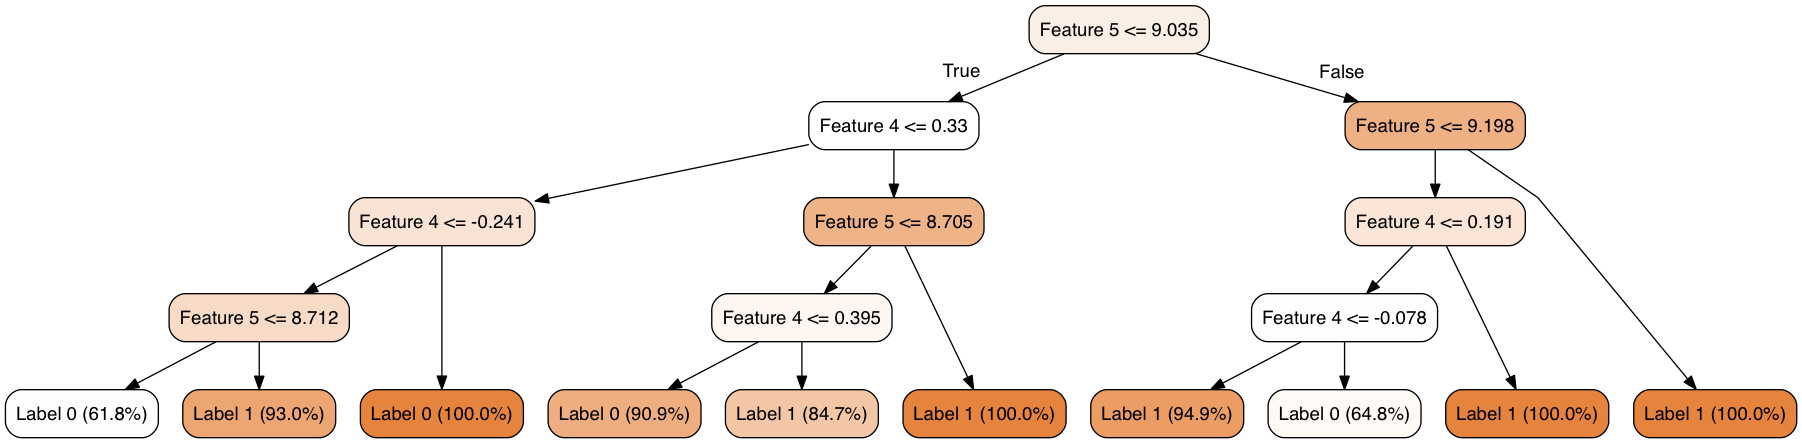 Feature 5 <= 9.035
True
False
Feature 4 <= 0.33
Feature 5 <= 9.198
Feature 4 <= -0.241
Feature 5 <= 8.705
Feature 4 <= 0.191
Feature 5 <= 8.712
Feature 4 <= 0.395
Feature 4 <= -0.078
Label 0 (61.8%)
Label 1 (93.0%)
Label 0 (100.0%)
Label 0 (90.9%)
Label 1 (84.7%)
Label 1 (100.0%)
Label 1 (94.9%)
Label 0 (64.8%)
Label 1 (100.0%)
Label 1 (100.0%)